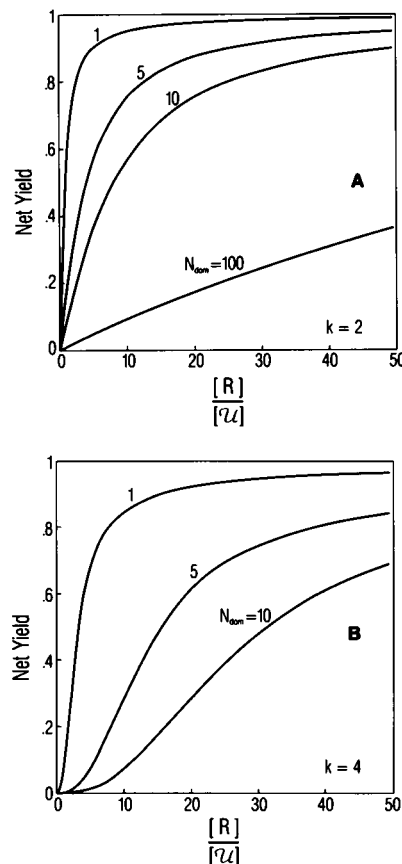 1
.8
.6
.4
.2
0
Net Yield
1
5
10
N_dom=100
A
k = 2
0 10 20 30 40 50
[R]
[𝒰]
1
.8
.6
.4
.2
0
Net Yield
1
5
N_dom=10
B
k = 4
0 10 20 30 40 50
[R]
[𝒰]